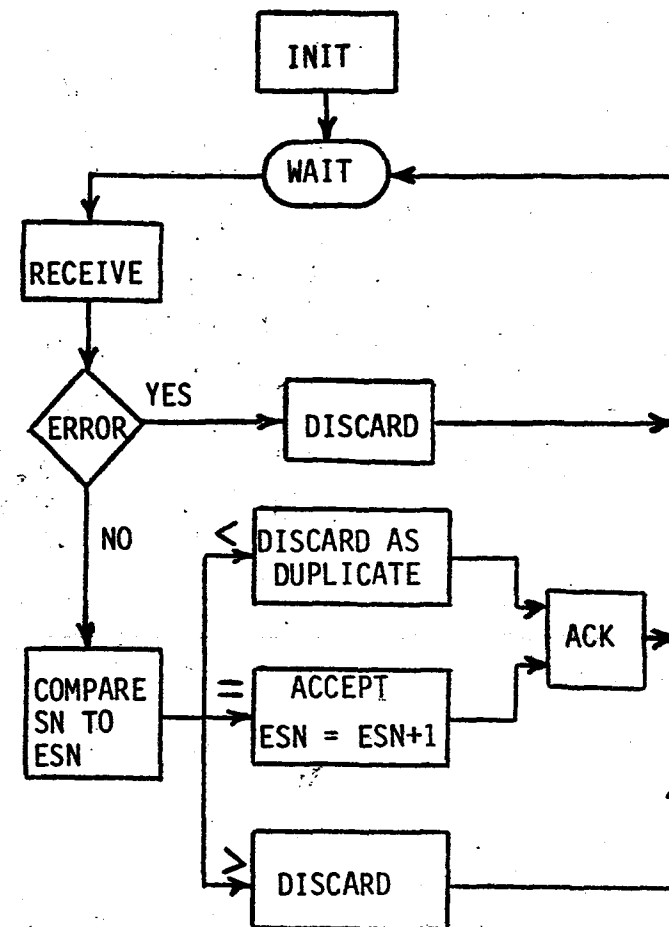 INIT
WAIT
RECEIVE
ERROR
YES
DISCARD
NO
<
DISCARD AS
DUPLICATE
ACK
COMPARE
SN TO
ESN
=
ACCEPT
ESN = ESN+1
>
DISCARD